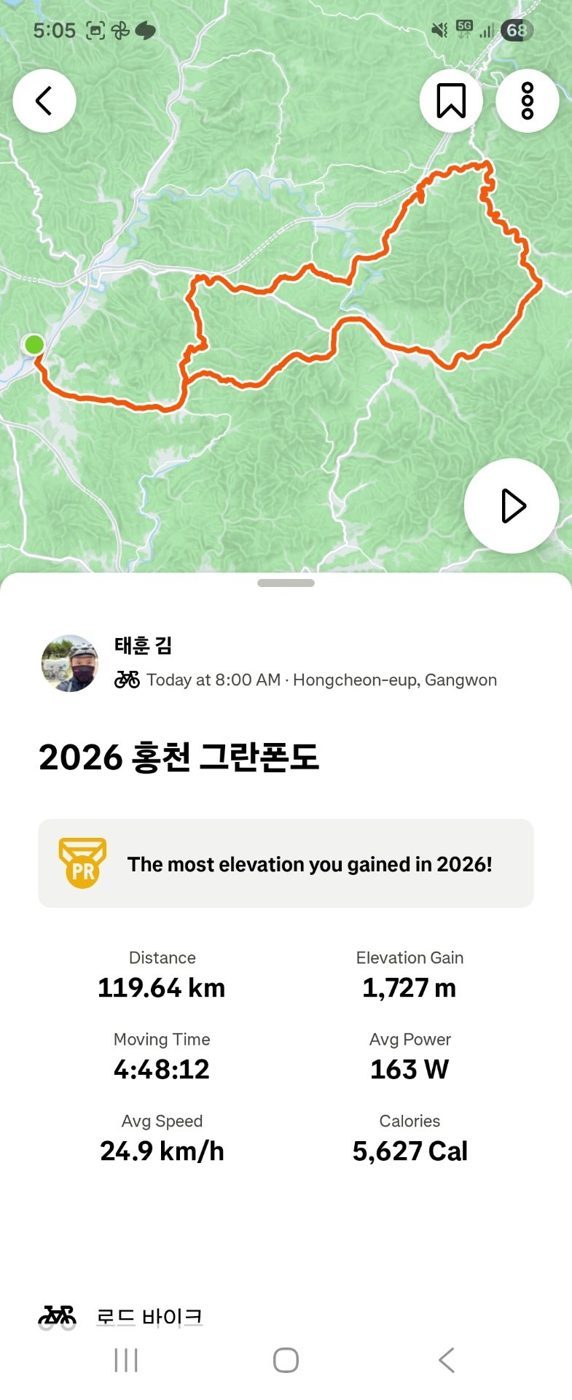 5:05
5G
68
태훈 김
Today at 8:00 AM · Hongcheon-eup, Gangwon
2026 홍천 그란폰도
PR
The most elevation you gained in 2026!
Distance
Elevation Gain
119.64 km
1,727 m
Moving Time
Avg Power
4:48:12
163 W
Avg Speed
Calories
24.9 km/h
5,627 Cal
로드 바이크